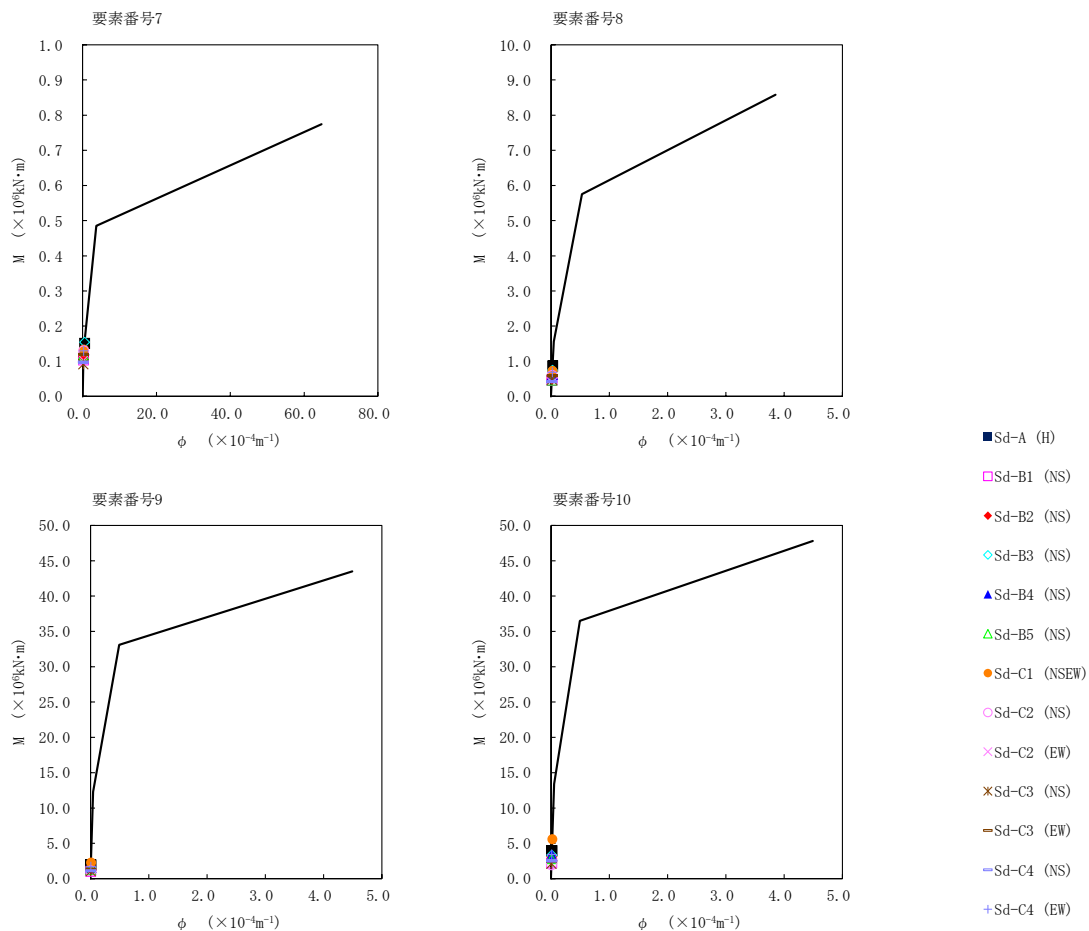 要素番号7
1.0
0.9
0.8
0.7
0.6
0.5
0.4
0.3
0.2
0.1
0.0
M (×10⁶kN・m)
0.0 20.0 40.0 60.0 80.0
φ (×10⁻⁴m⁻¹)
要素番号8
10.0
9.0
8.0
7.0
6.0
5.0
4.0
3.0
2.0
1.0
0.0
M (×10⁶kN・m)
0.0 1.0 2.0 3.0 4.0 5.0
φ (×10⁻⁴m⁻¹)
要素番号9
50.0
45.0
40.0
35.0
30.0
25.0
20.0
15.0
10.0
5.0
0.0
M (×10⁶kN・m)
0.0 1.0 2.0 3.0 4.0 5.0
φ (×10⁻⁴m⁻¹)
要素番号10
50.0
45.0
40.0
35.0
30.0
25.0
20.0
15.0
10.0
5.0
0.0
M (×10⁶kN・m)
0.0 1.0 2.0 3.0 4.0 5.0
φ (×10⁻⁴m⁻¹)
Sd-A (H)
Sd-B1 (NS)
Sd-B2 (NS)
Sd-B3 (NS)
Sd-B4 (NS)
Sd-B5 (NS)
Sd-C1 (NSEW)
Sd-C2 (NS)
Sd-C2 (EW)
Sd-C3 (NS)
Sd-C3 (EW)
Sd-C4 (NS)
Sd-C4 (EW)